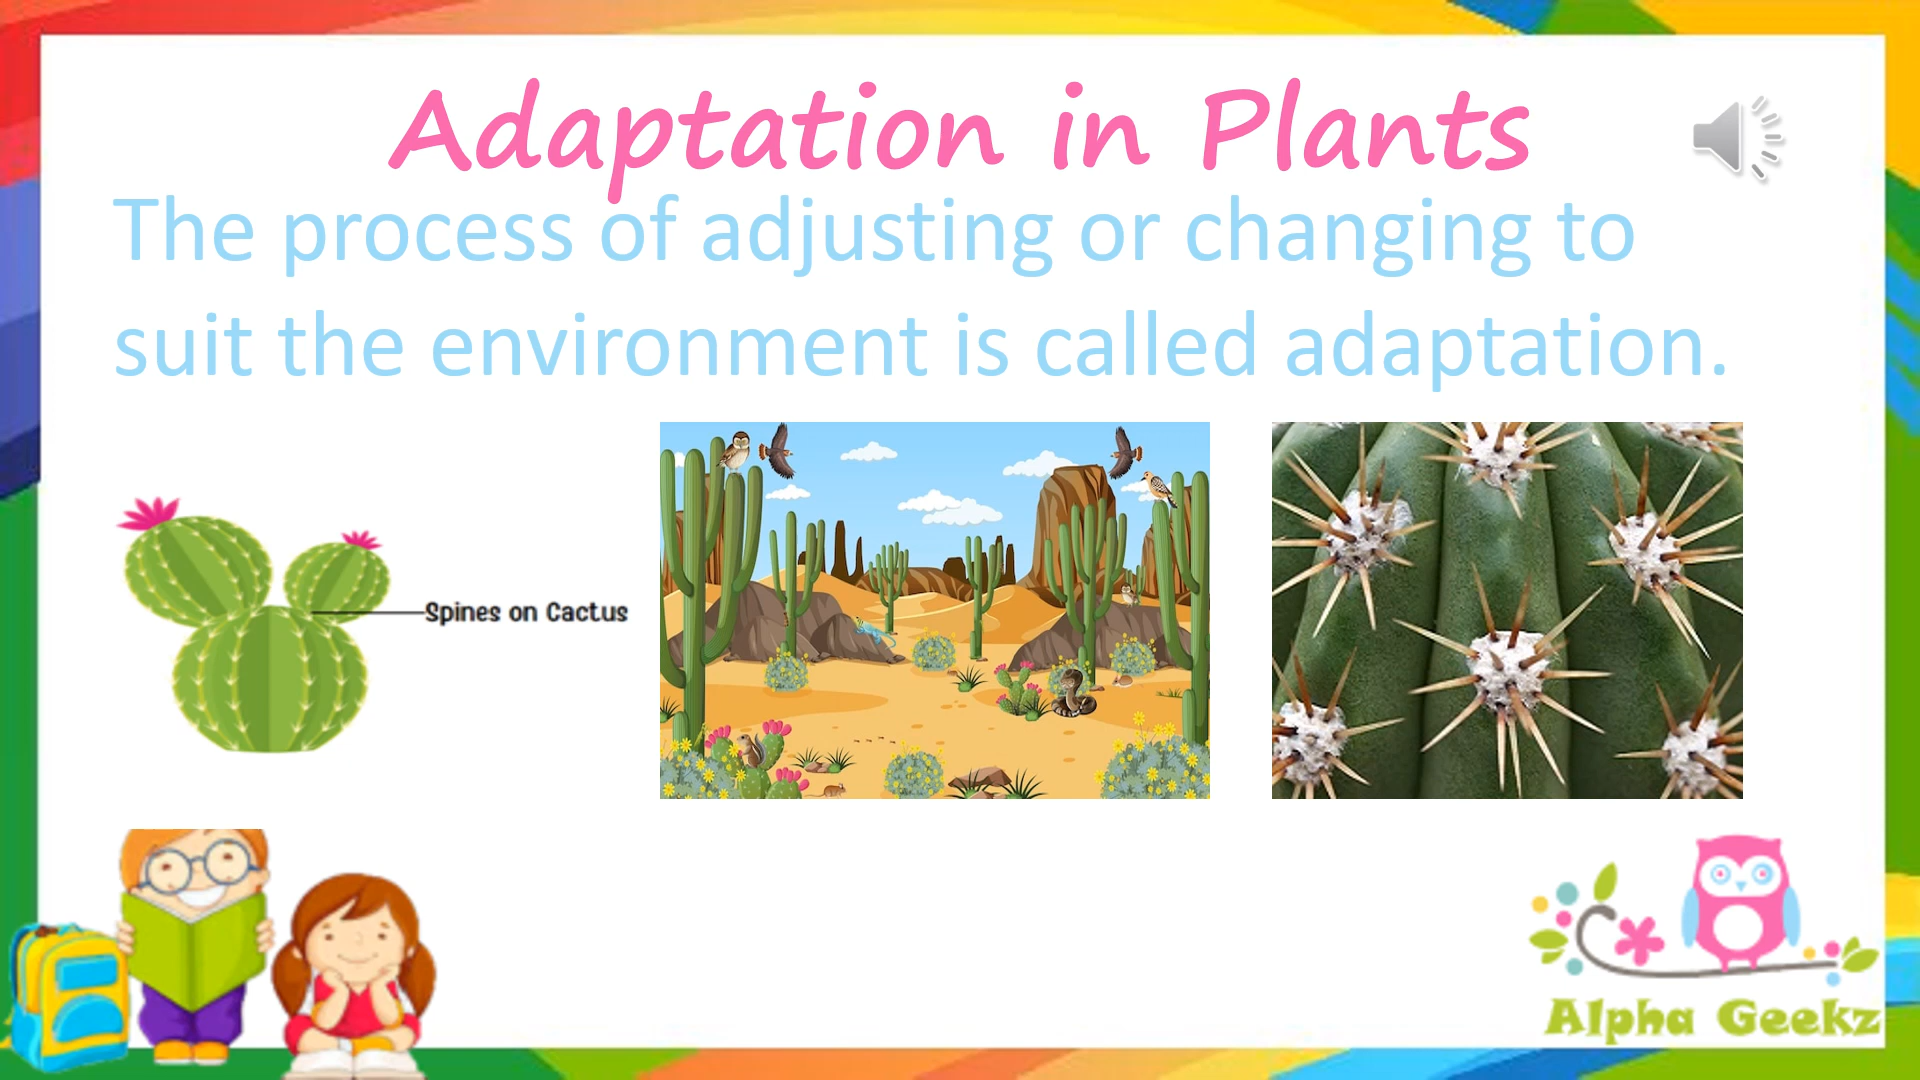 Adaptation in Plants
The process of adjusting or changing to
suit the environment is called adaptation.
Spines on Cactus
Alpha Geekz